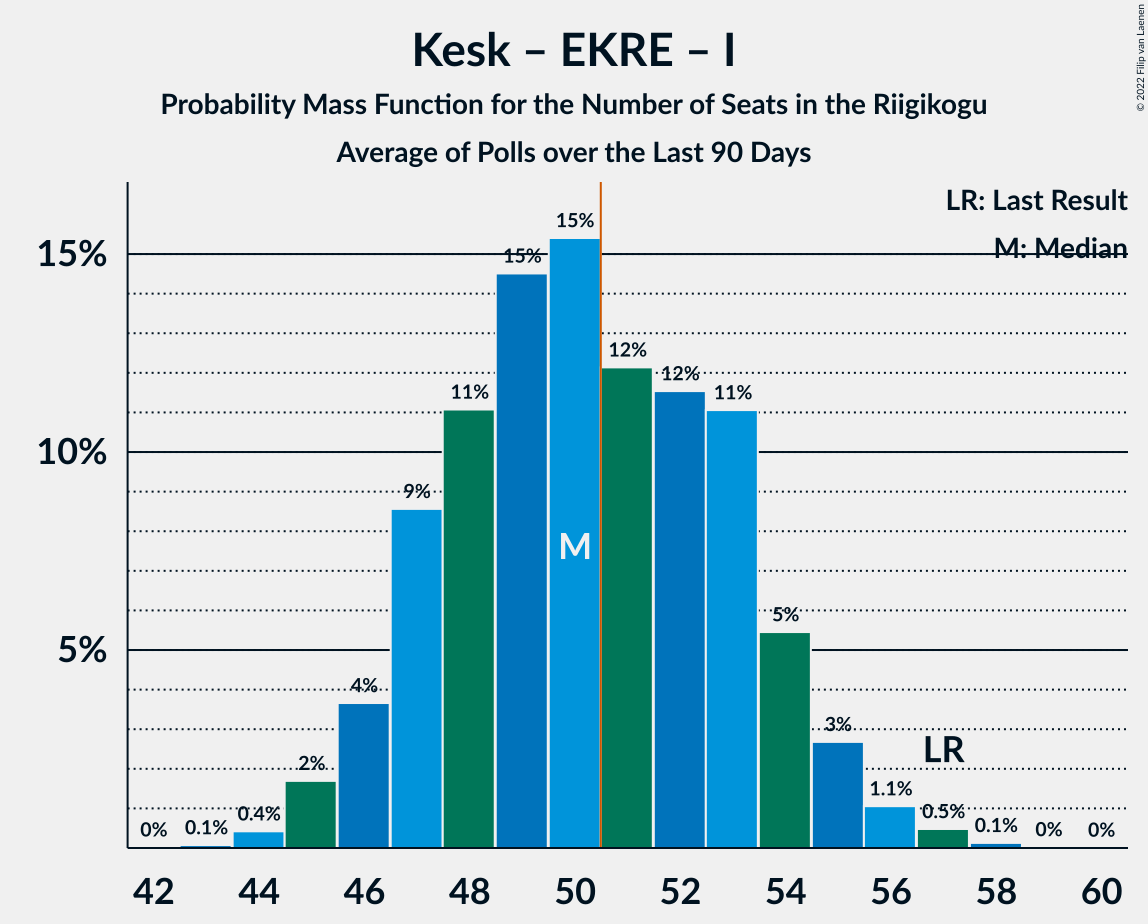 Kesk – EKRE – I
Probability Mass Function for the Number of Seats in the Riigikogu
Average of Polls over the Last 90 Days
© 2022 Filip van Laenen
LR: Last Result
M: Median
15%
10%
5%
0%
0.1%
0.4%
2%
4%
9%
11%
15%
15%
12%
12%
11%
5%
3%
1.1%
0.5%
0.1%
0%
0%
M
LR
42 44 46 48 50 52 54 56 58 60